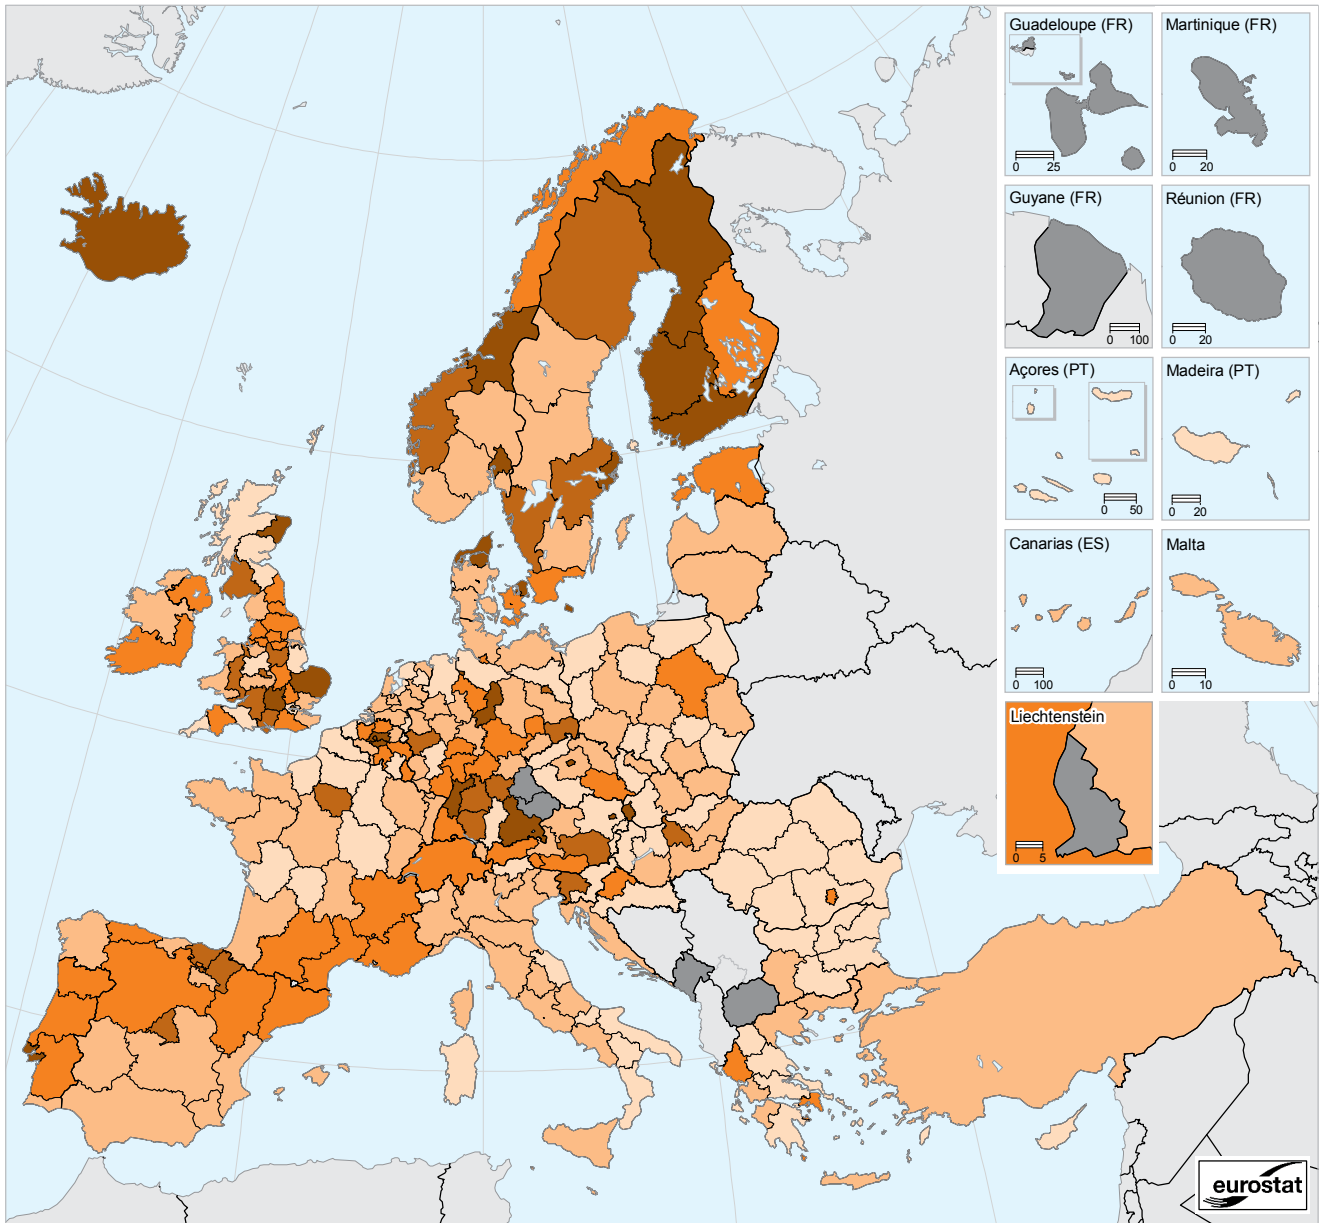 Guadeloupe (FR)
0 25
Martinique (FR)
0 20
Guyane (FR)
0 100
Réunion (FR)
0 20
Açores (PT)
0 50
Madeira (PT)
0 20
Canarias (ES)
0 100
Malta
0 10
Liechtenstein
0 5
eurostat